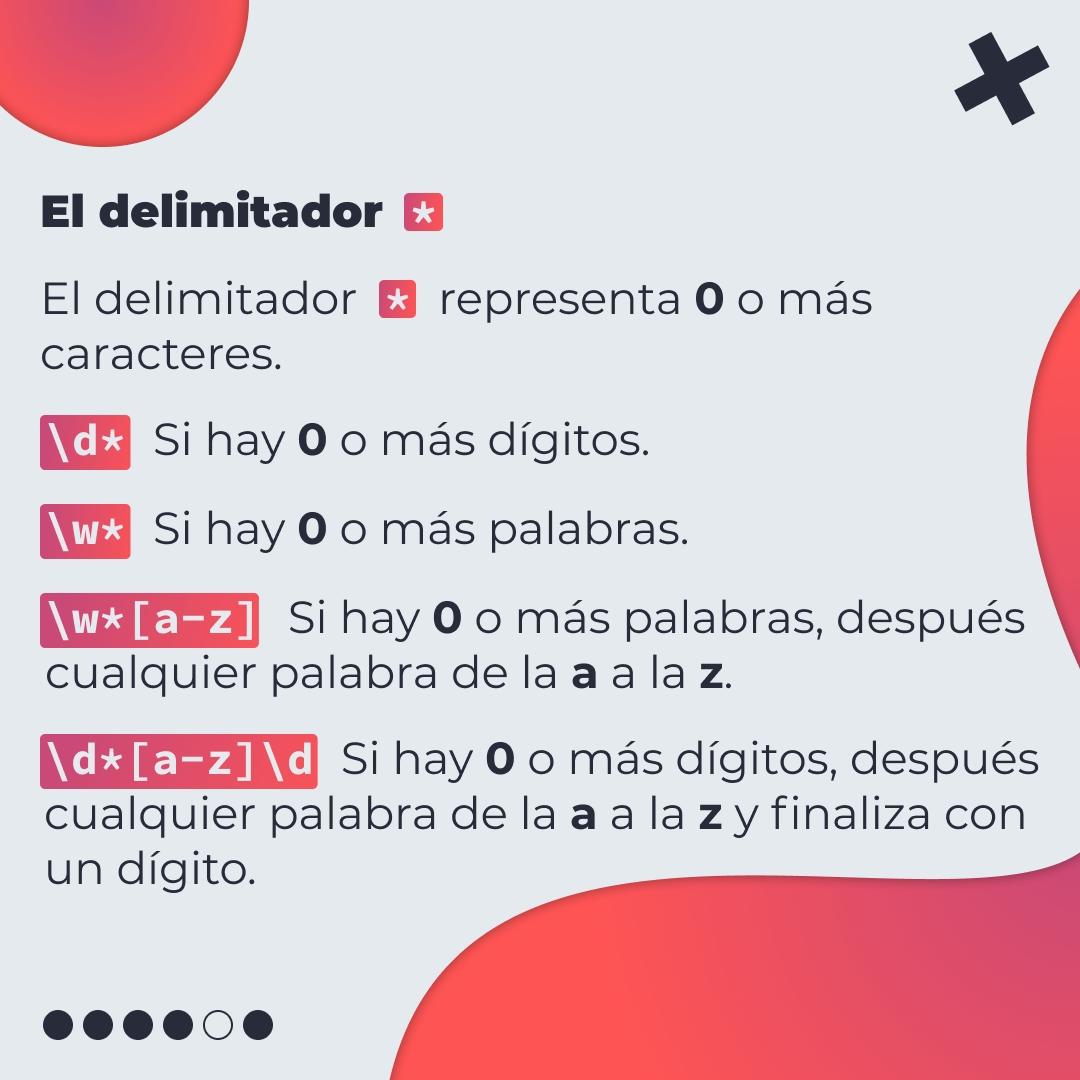 El delimitador *
El delimitador * representa 0 o más
caracteres.
\d* Si hay 0 o más dígitos.
\w* Si hay 0 o más palabras.
\w*[a-z] Si hay 0 o más palabras, después
cualquier palabra de la a a la z.
\d*[a-z]\d Si hay 0 o más dígitos, después
cualquier palabra de la a a la z y finaliza con
un dígito.